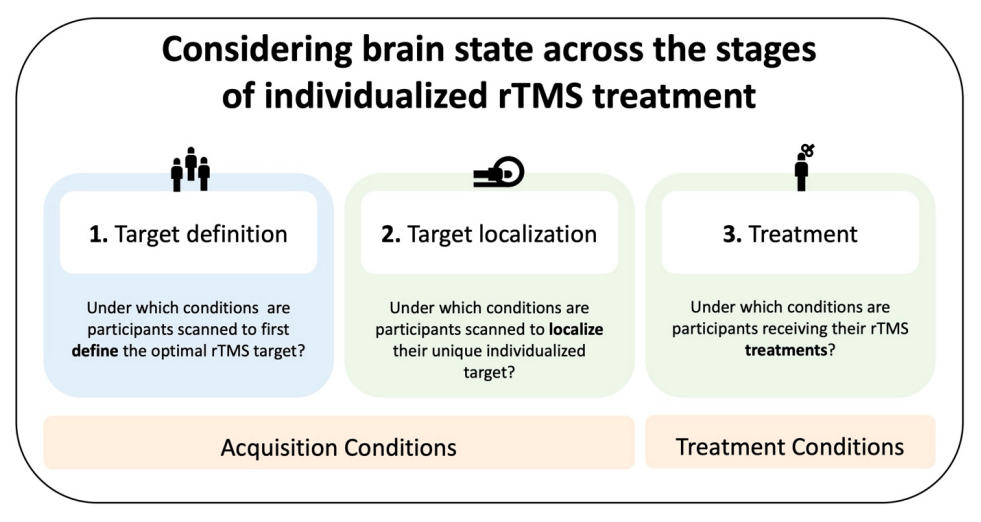 Considering brain state across the stages
of individualized rTMS treatment
1. Target definition
Under which conditions are
participants scanned to first
define the optimal rTMS target?
2. Target localization
Under which conditions are
participants scanned to localize
their unique individualized
target?
3. Treatment
Under which conditions are
participants receiving their rTMS
treatments?
Acquisition Conditions
Treatment Conditions